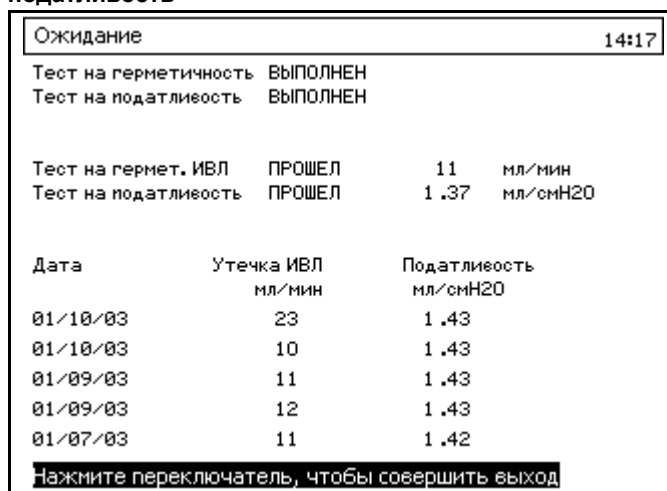 податливость
Ожидание 14:17
Тест на герметичность ВЫПОЛНЕН
Тест на податливость ВЫПОЛНЕН
Тест на гермет. ИВЛ ПРОШЕЛ 11 мл/мин
Тест на податливость ПРОШЕЛ 1.37 мл/смH2O
Дата Утечка ИВЛ Податливость
мл/мин мл/смH2O
01/10/03 23 1.43
01/10/03 10 1.43
01/09/03 11 1.43
01/09/03 12 1.43
01/07/03 11 1.42
Нажмите переключатель, чтобы совершить выход